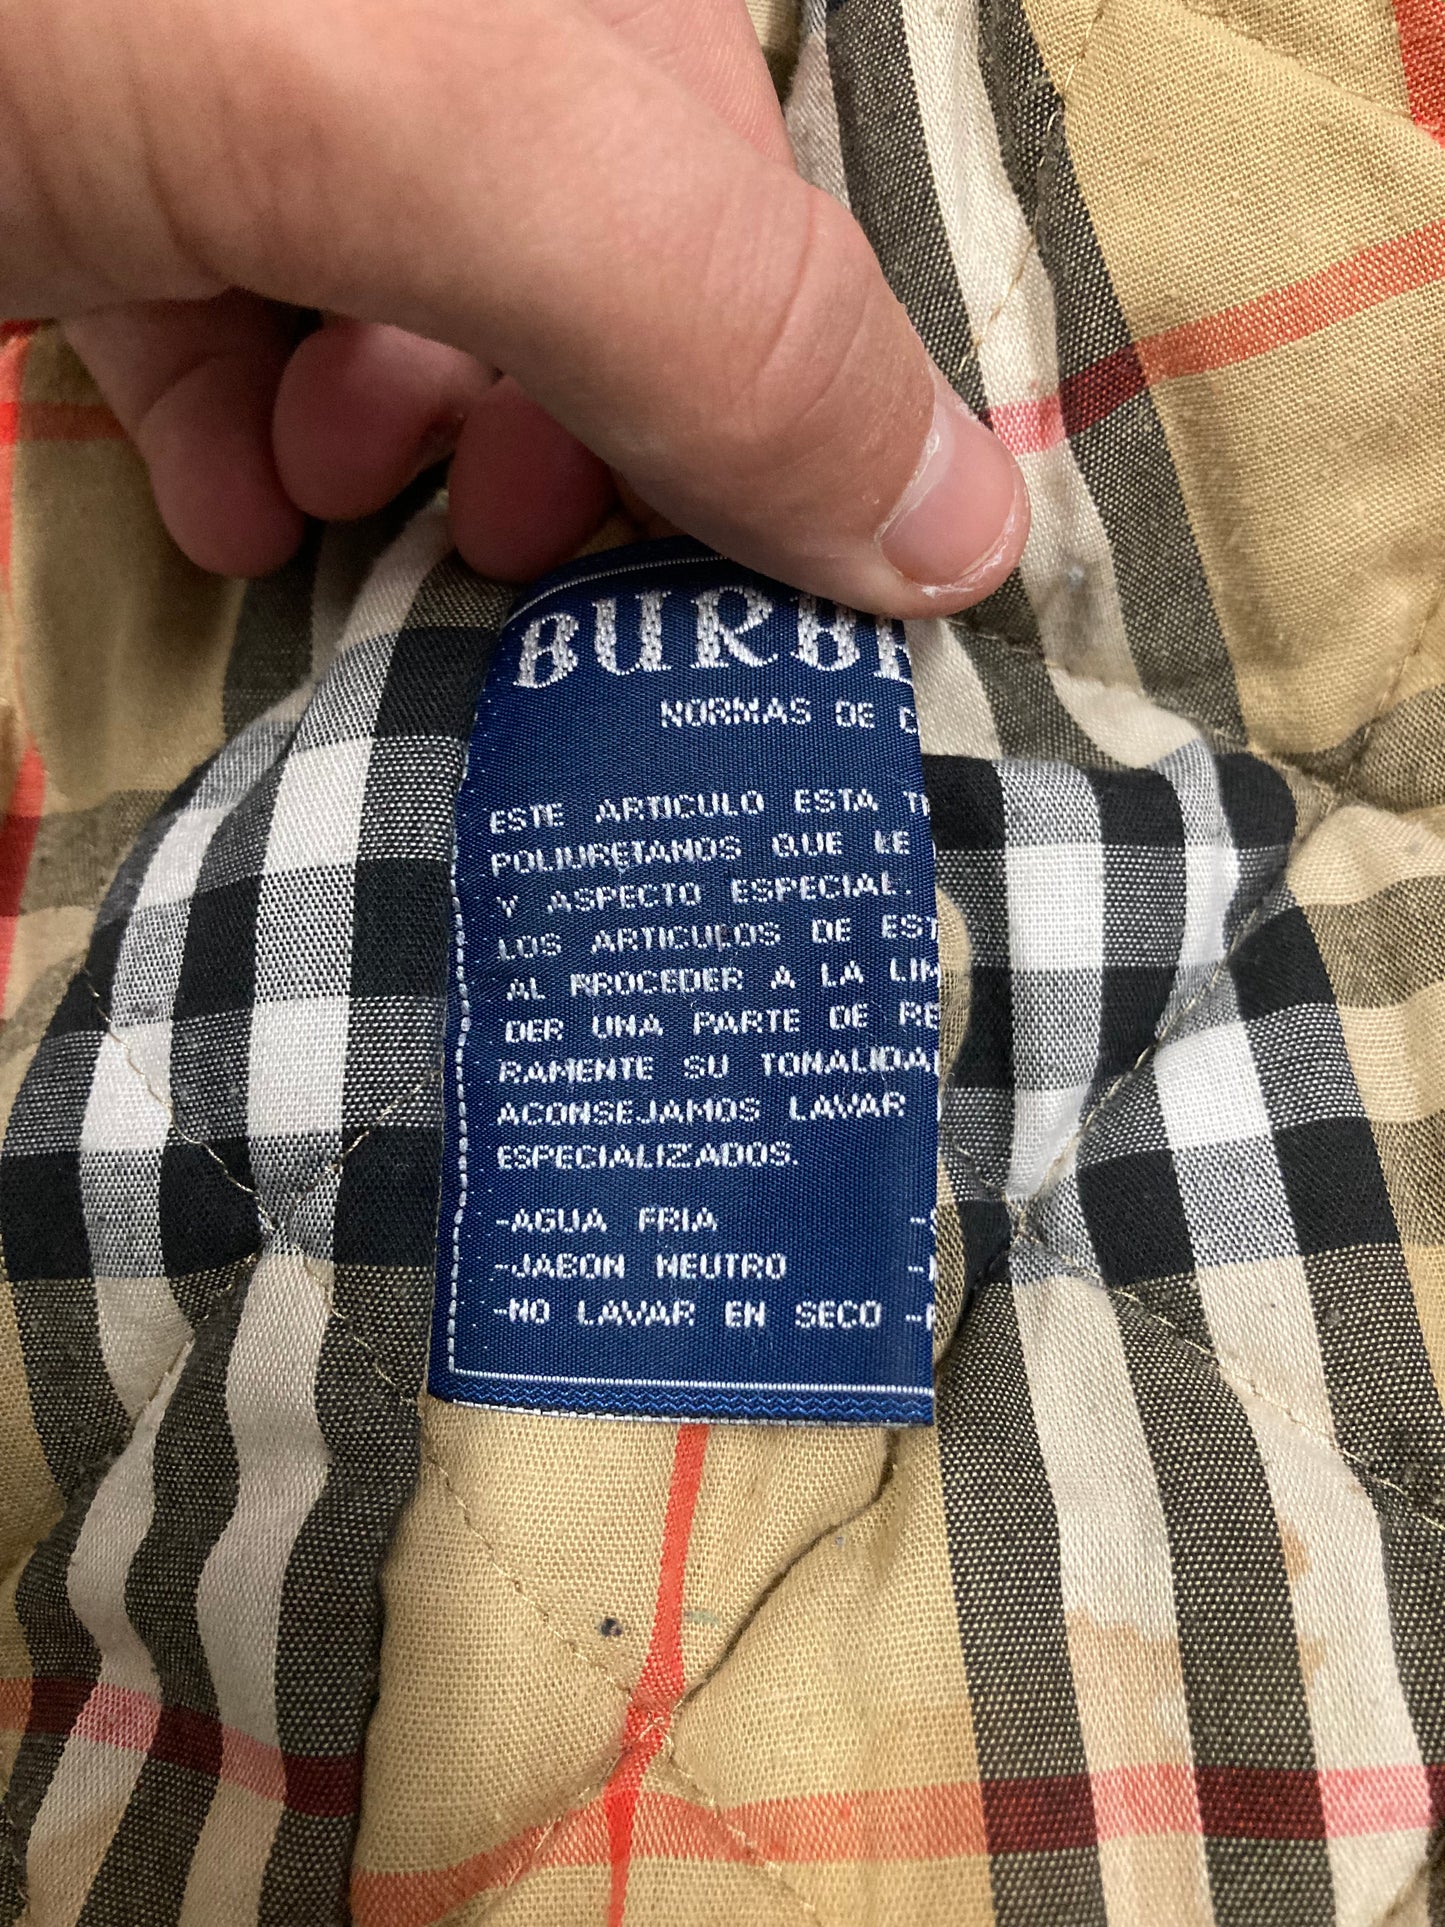 BURB
NORMAS DE C
ESTE ARTICULO ESTA T
POLIURETANOS QUE LE
Y ASPECTO ESPECIAL.
LOS ARTICULOS DE EST
AL PROCEDER A LA LIM
DER UNA PARTE DE RE
RAMENTE SU TONALIDA
ACONSEJAMOS LAVAR
ESPECIALIZADOS.
-AGUA FRIA -
-JABON NEUTRO -
-NO LAVAR EN SECO -